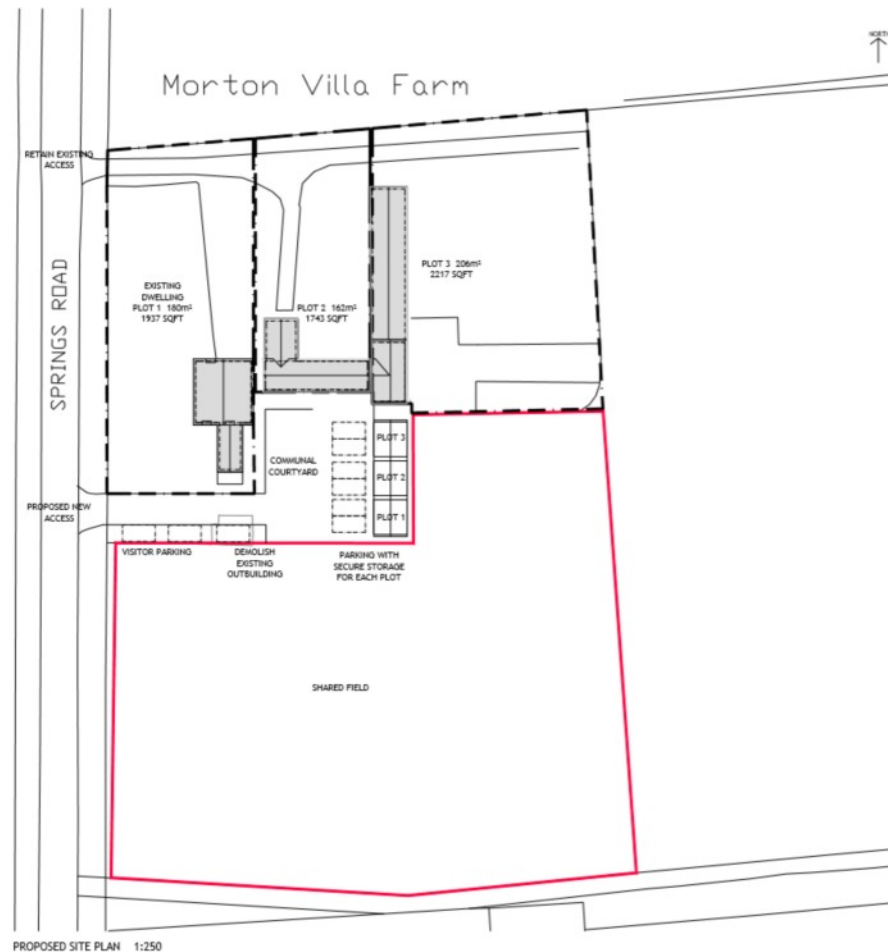 NORTH
Morton Villa Farm
RETAIN EXISTING
ACCESS
SPRINGS ROAD
EXISTING
DWELLING
PLOT 1 180m²
1937 SQFT
PLOT 2 162m²
1743 SQFT
PLOT 3 206m²
2217 SQFT
PLOT 3
PLOT 2
PLOT 1
COMMUNAL
COURTYARD
PROPOSED NEW
ACCESS
VISITOR PARKING
DEMOLISH
EXISTING
OUTBUILDING
PARKING WITH
SECURE STORAGE
FOR EACH PLOT
SHARED FIELD
PROPOSED SITE PLAN 1:250